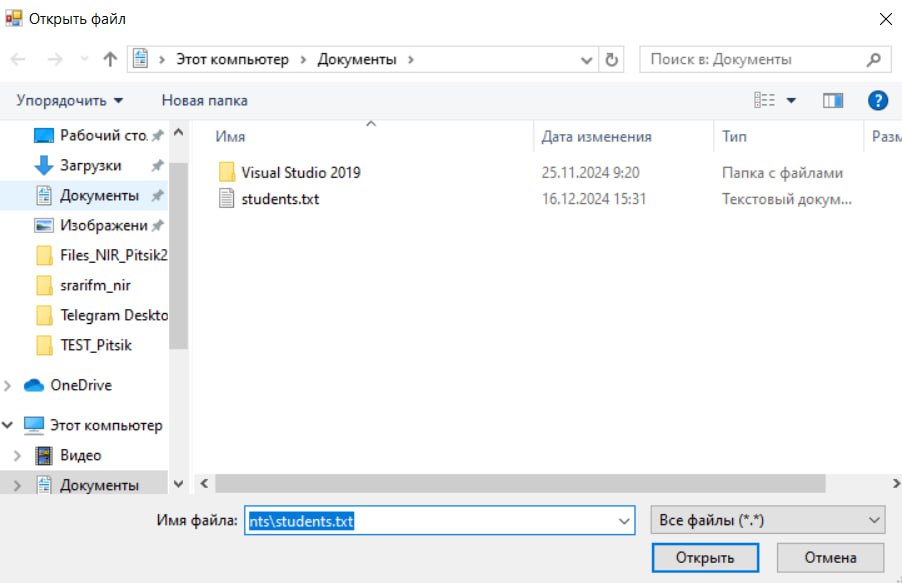 Открыть файл
Этот компьютер
Документы
Поиск в: Документы
Упорядочить
Новая папка
?
Рабочий сто.
Загрузки
Документы
Изображени
Files_NIR_Pitsik2
srarifm_nir
Telegram Deskto
TEST_Pitsik
OneDrive
Этот компьютер
Видео
Документы
Имя
Дата изменения
Тип
Разм
Visual Studio 2019
25.11.2024 9:20
Папка с файлами
students.txt
16.12.2024 15:31
Текстовый докум...
Имя файла:
nts\students.txt
Все файлы (*.*)
Открыть
Отмена